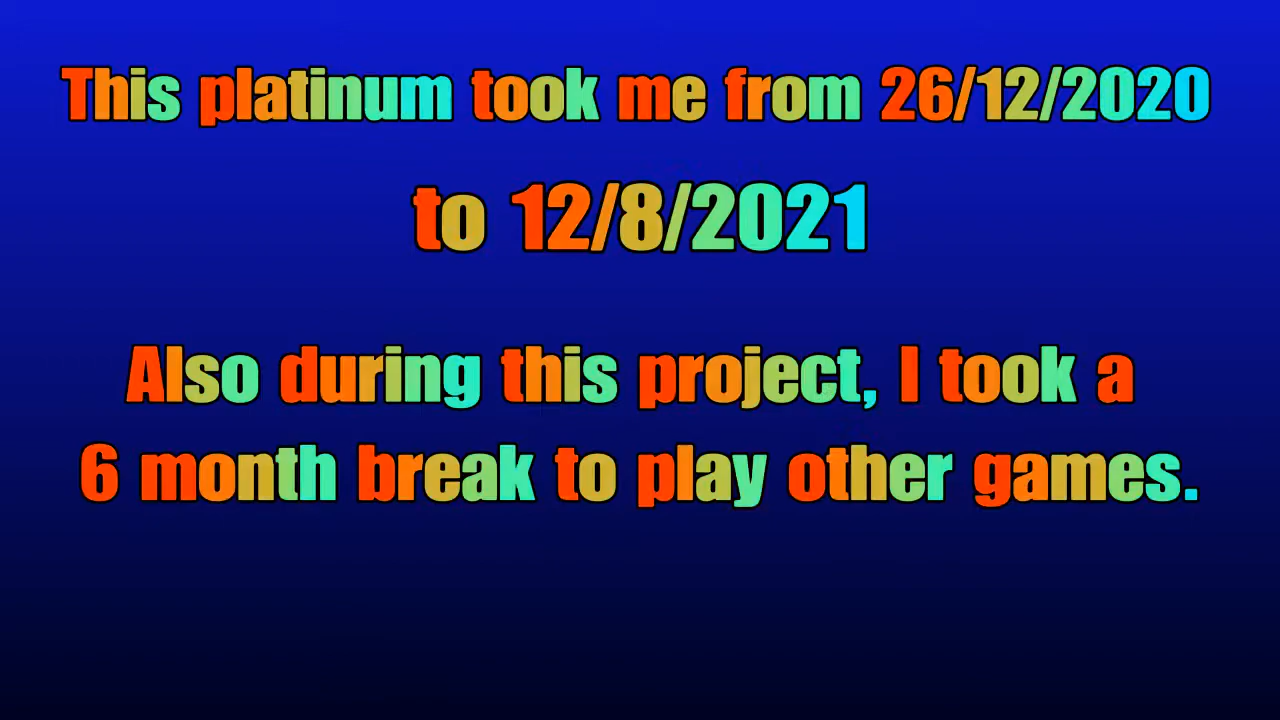 This platinum took me from 26/12/2020
to 12/8/2021
Also during this project, I took a
6 month break to play other games.